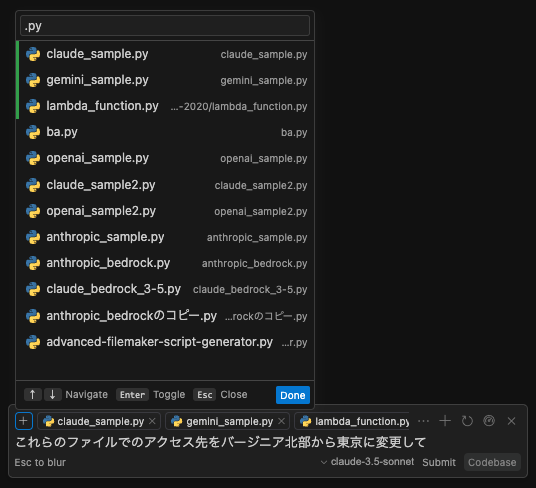 .py
claude_sample.py claude_sample.py
gemini_sample.py gemini_sample.py
lambda_function.py ...-2020/lambda_function.py
ba.py ba.py
openai_sample.py openai_sample.py
claude_sample2.py claude_sample2.py
openai_sample2.py openai_sample2.py
anthropic_sample.py anthropic_sample.py
anthropic_bedrock.py anthropic_bedrock.py
claude_bedrock_3-5.py claude_bedrock_3-5.py
anthropic_bedrockのコピー.py ...rockのコピー.py
advanced-filemaker-script-generator.py ...r.py
↑ ↓ Navigate Enter Toggle Esc Close Done
+ claude_sample.py × gemini_sample.py × lambda_function.py ... + ×
これらのファイルでのアクセス先をバージニア北部から東京に変更して
Esc to blur claude-3.5-sonnet Submit Codebase